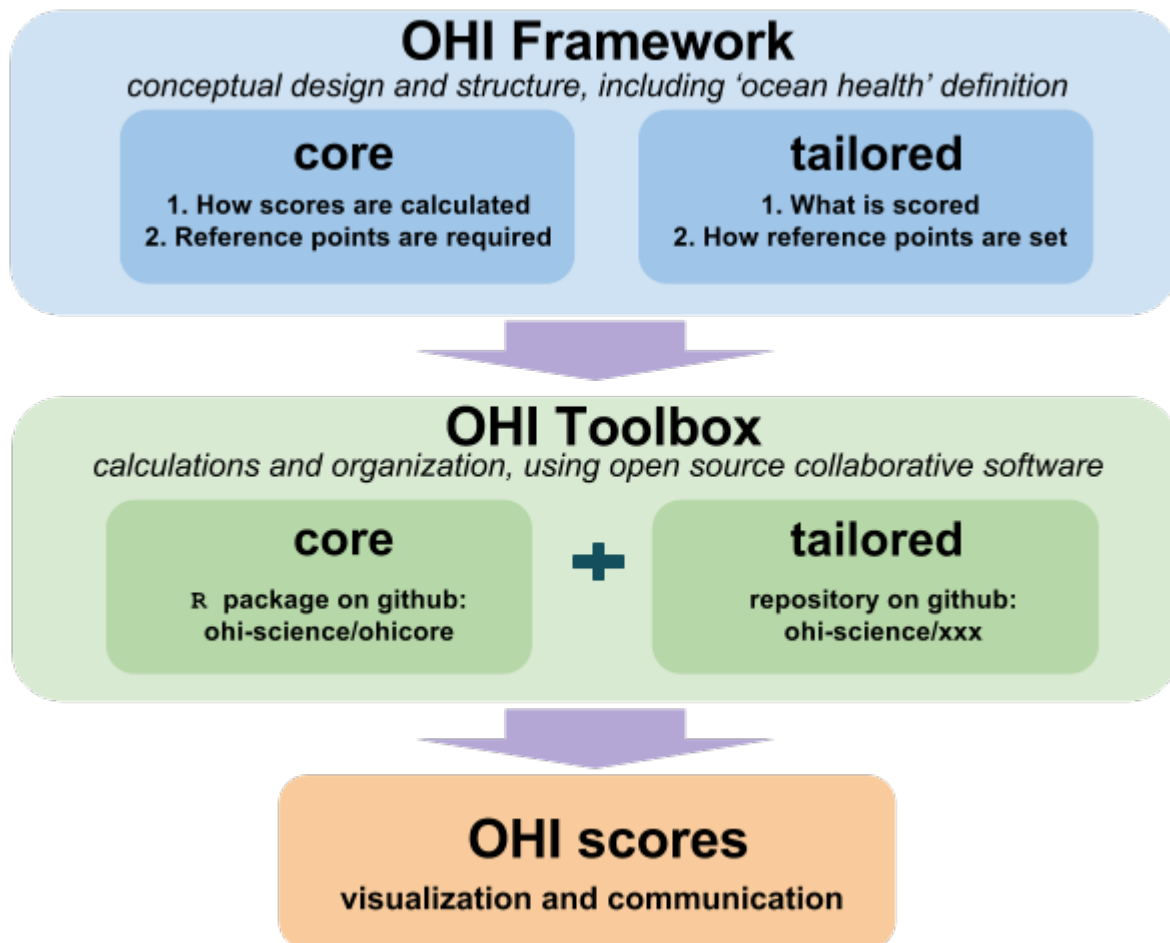 OHI Framework
conceptual design and structure, including ‘ocean health’ definition
core
1. How scores are calculated
2. Reference points are required
tailored
1. What is scored
2. How reference points are set
OHI Toolbox
calculations and organization, using open source collaborative software
core
R package on github:
ohi-science/ohicore
+
tailored
repository on github:
ohi-science/xxx
OHI scores
visualization and communication